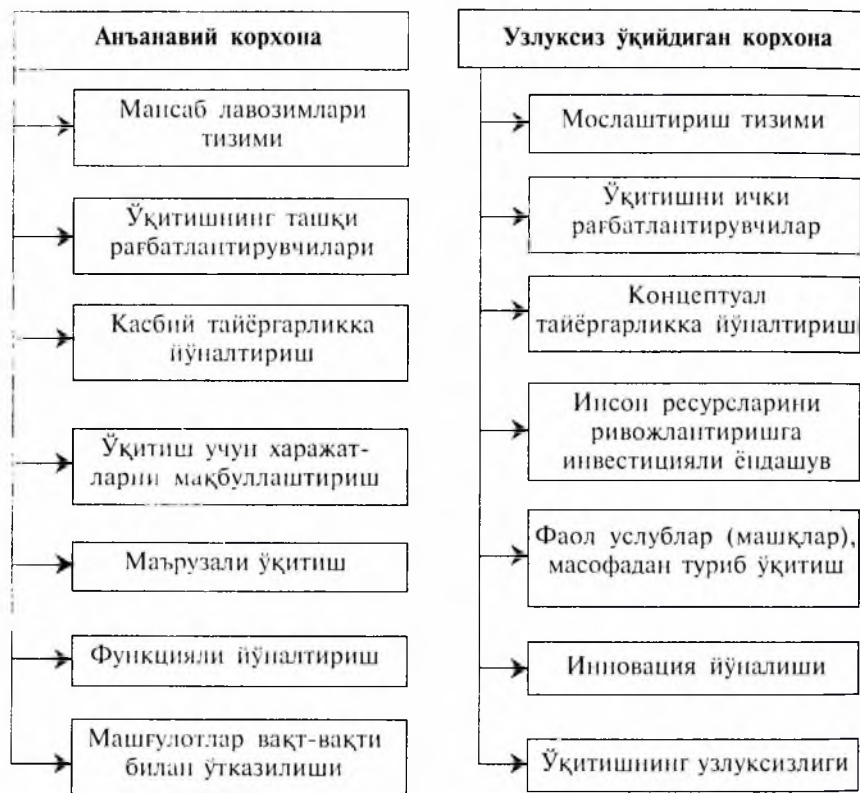 Анъанавий корхона
Мансаб лавозимлари
тизими
Ўқитишнинг ташқи
рағбатлантирувчилари
Касбий тайёргарликка
йўналтириш
Ўқитиш учун харажат-
ларни мақбуллаштириш
Маърузали ўқитиш
Функцияли йўналтириш
Машғулотлар вақт-вақти
билан ўтказилиши
Узлуксиз ўқийдиган корхона
Мослаштириш тизими
Ўқитишни ички
рағбатлантирувчилар
Концептуал
тайёргарликка йўналтириш
Инсон ресурсларини
ривожлантиришга
инвестицияли ёндашув
Фаол услублар (машқлар),
масофадан туриб ўқитиш
Инновация йўналиши
Ўқитишнинг узлуксизлиги